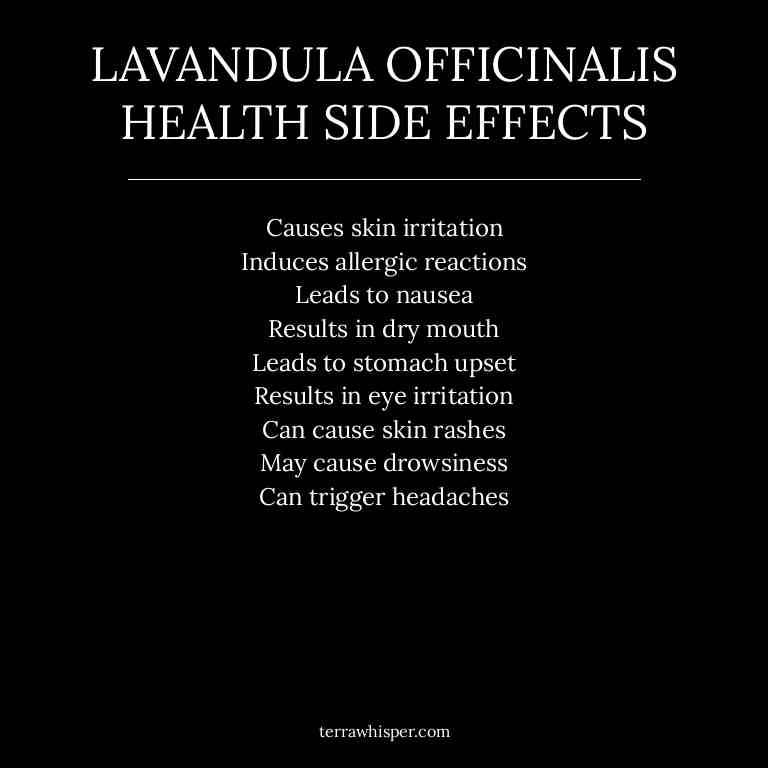 LAVANDULA OFFICINALIS
HEALTH SIDE EFFECTS
Causes skin irritation
Induces allergic reactions
Leads to nausea
Results in dry mouth
Leads to stomach upset
Results in eye irritation
Can cause skin rashes
May cause drowsiness
Can trigger headaches
terrawhisper.com